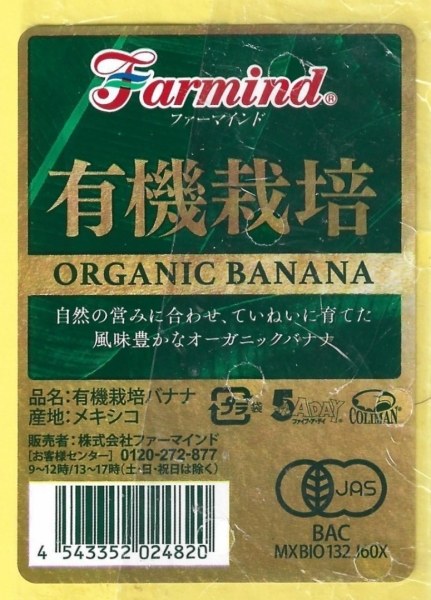 Farmind®
ファーマインド
有機栽培
ORGANIC BANANA
自然の営みに合わせ、ていねいに育てた
風味豊かなオーガニックバナナ
品名:有機栽培バナナ
産地:メキシコ
プラ 袋
5 A DAY
ファイブ・ア・デイ
COLIMAN
販売者:株式会社ファーマインド
[お客様センター] 0120-272-877
9~12時/13~17時(土・日・祝日は除く)
JAS
BAC
MXBIO132J60X
4 543352 024820